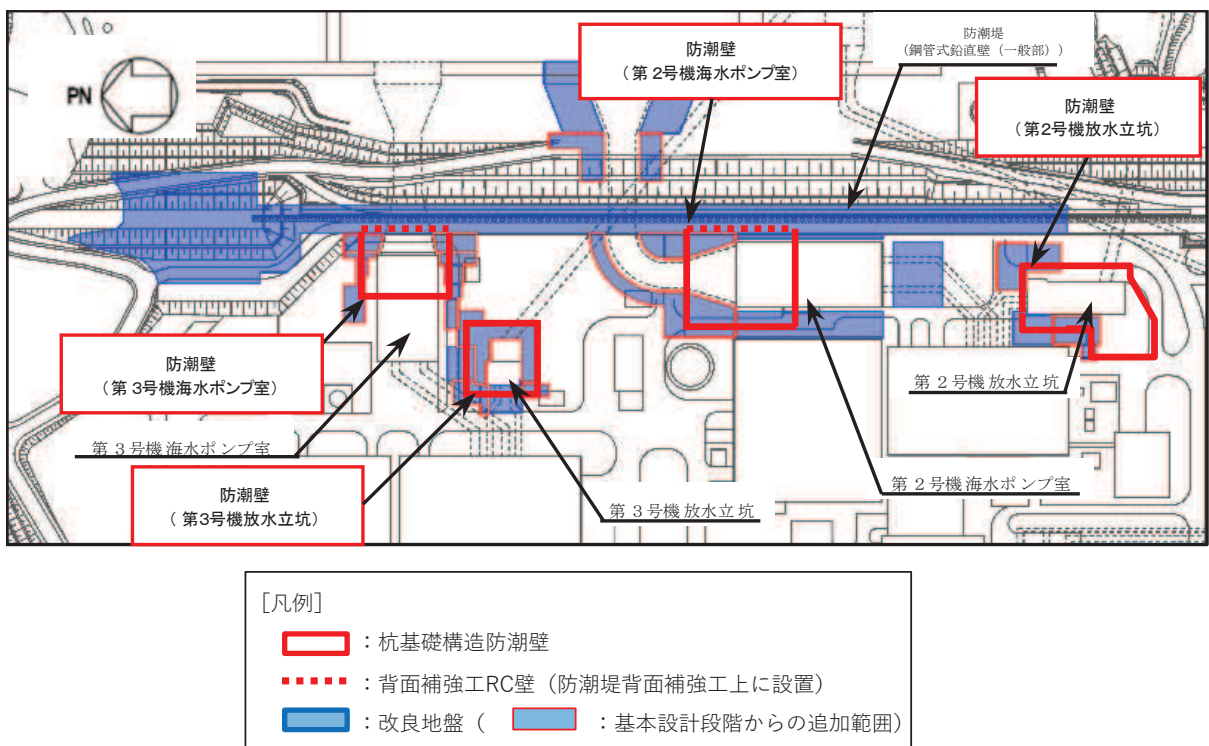 PN
防潮壁
（第２号機海水ポンプ室）
防潮堤
（鋼管式鉛直壁（一般部））
防潮壁
（第2号機放水立坑）
防潮壁
（第３号機海水ポンプ室）
第３号機海水ポンプ室
防潮壁
（第3号機放水立坑）
第３号機放水立坑
第２号機海水ポンプ室
第２号機放水立坑
［凡例］
：杭基礎構造防潮壁
：背面補強工RC壁（防潮堤背面補強工上に設置）
：改良地盤（　：基本設計段階からの追加範囲）